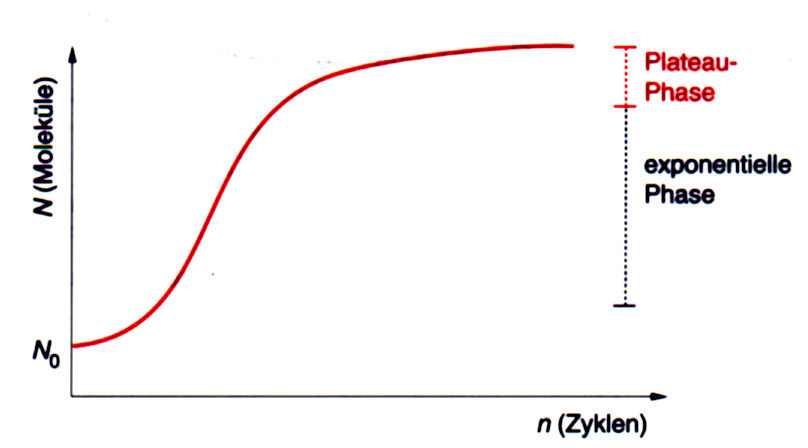 N (Moleküle)
Plateau-
Phase
exponentielle
Phase
N₀
n (Zyklen)